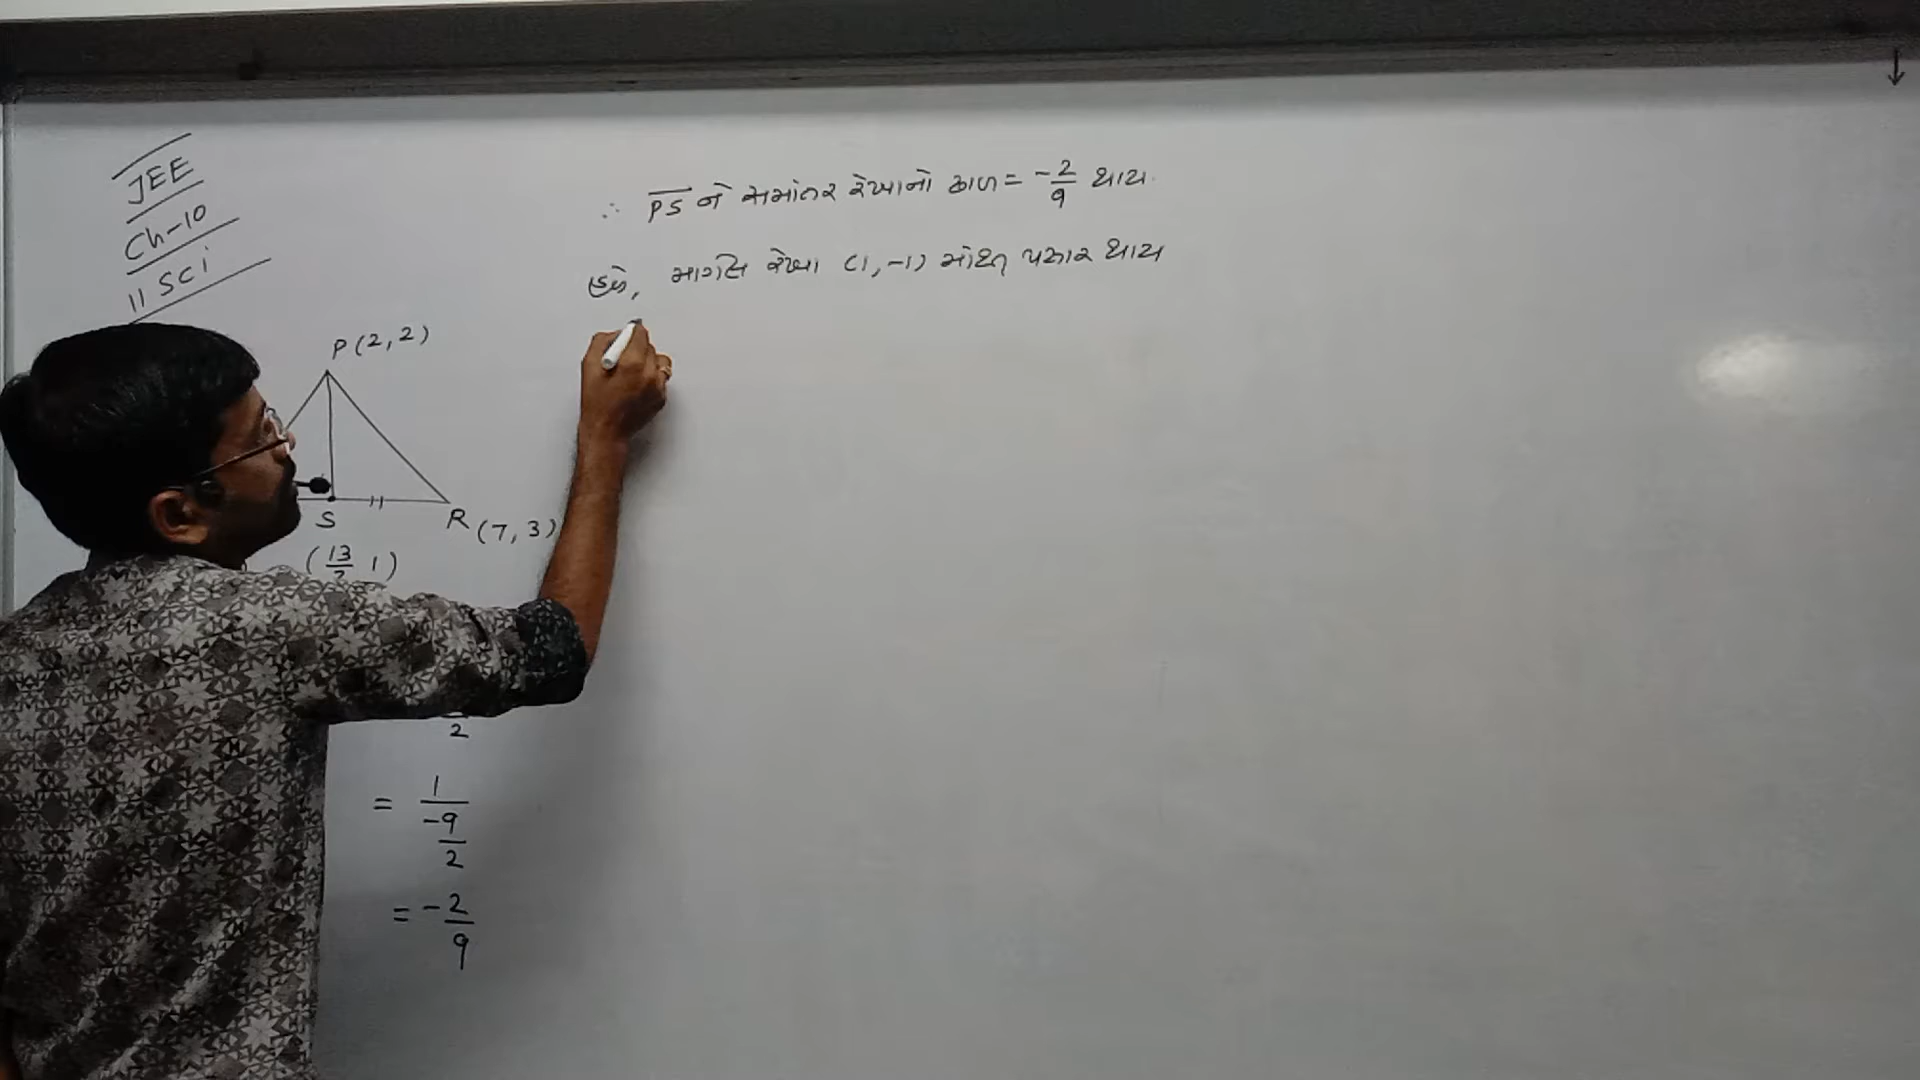 JEE
Ch-10
11 SCI
P(2,2)
S
R (7,3)
(13/2 1)
2
= 1/(-9/2)
= -2/9
∴ PS ને સમાંતર રેખાનો ઢાળ = -2/9 થાય.
હવે, માગેલ રેખા (1,-1) માંથી પસાર થાય